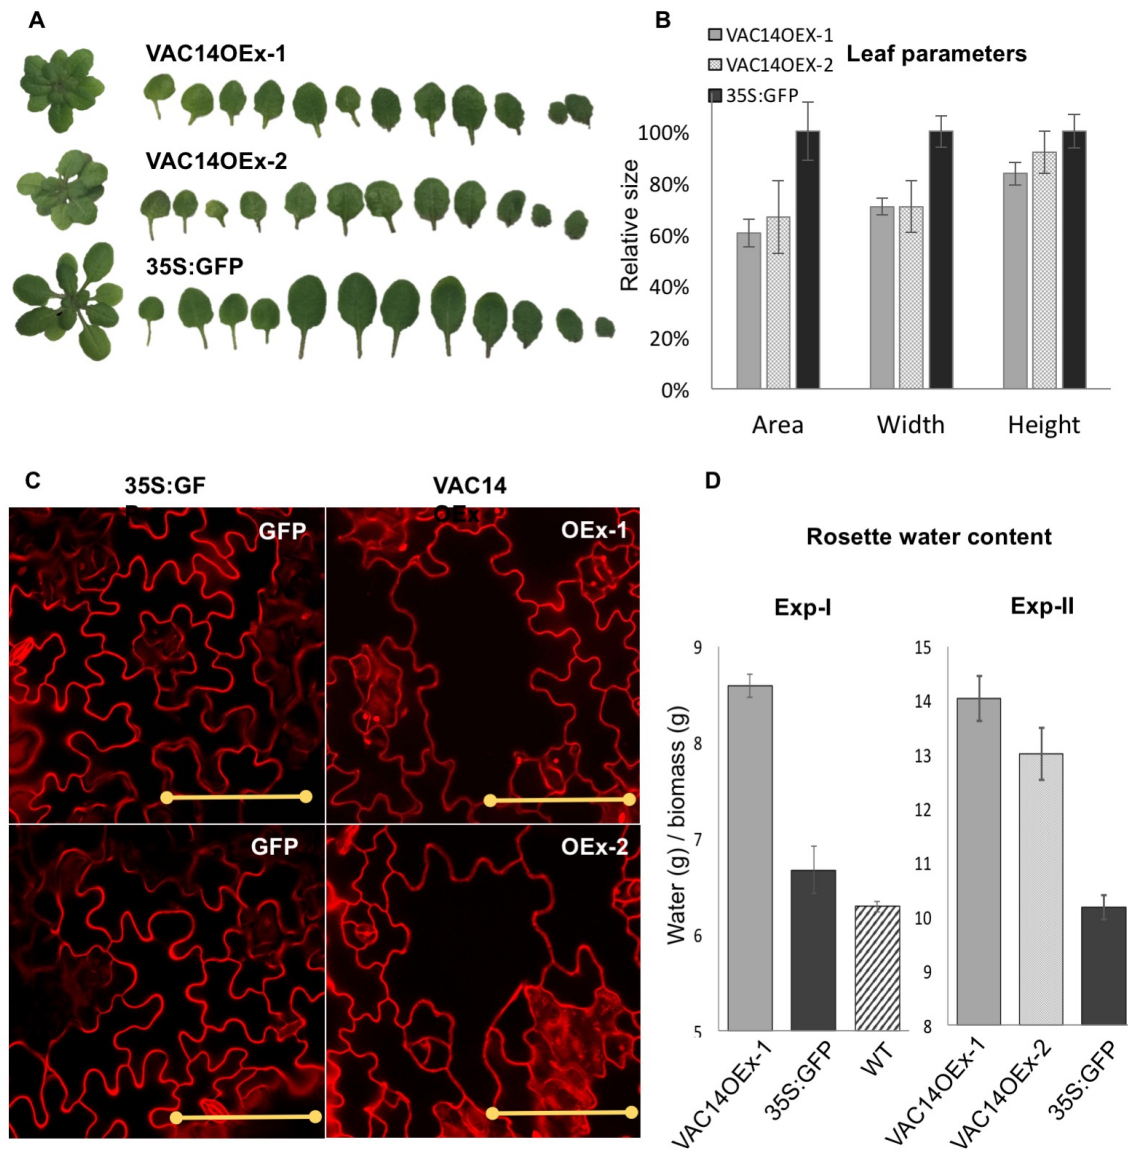 A
VAC14OEx-1
VAC14OEx-2
35S:GFP
B
VAC14OEX-1
VAC14OEX-2
35S:GFP
Leaf parameters
Relative size
100%
80%
60%
40%
20%
0%
Area
Width
Height
C
35S:GF
P
VAC14
OEx
GFP
OEx-1
GFP
OEx-2
D
Rosette water content
Exp-I
Exp-II
Water (g) / biomass (g)
9
8
7
6
5
VAC14OEx-1
35S:GFP
WT
15
14
13
12
11
10
9
8
VAC14OEx-1
VAC14OEx-2
35S:GFP